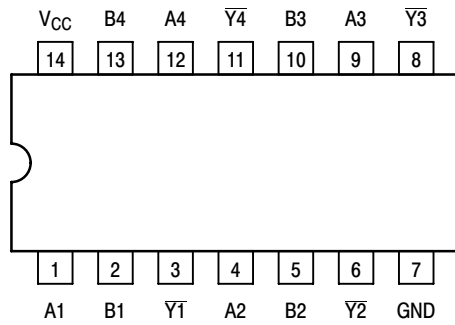 VCC B4 A4 Y4̅ B3 A3 Y3̅
14 13 12 11 10 9 8
1 2 3 4 5 6 7
A1 B1 Y1̅ A2 B2 Y2̅ GND